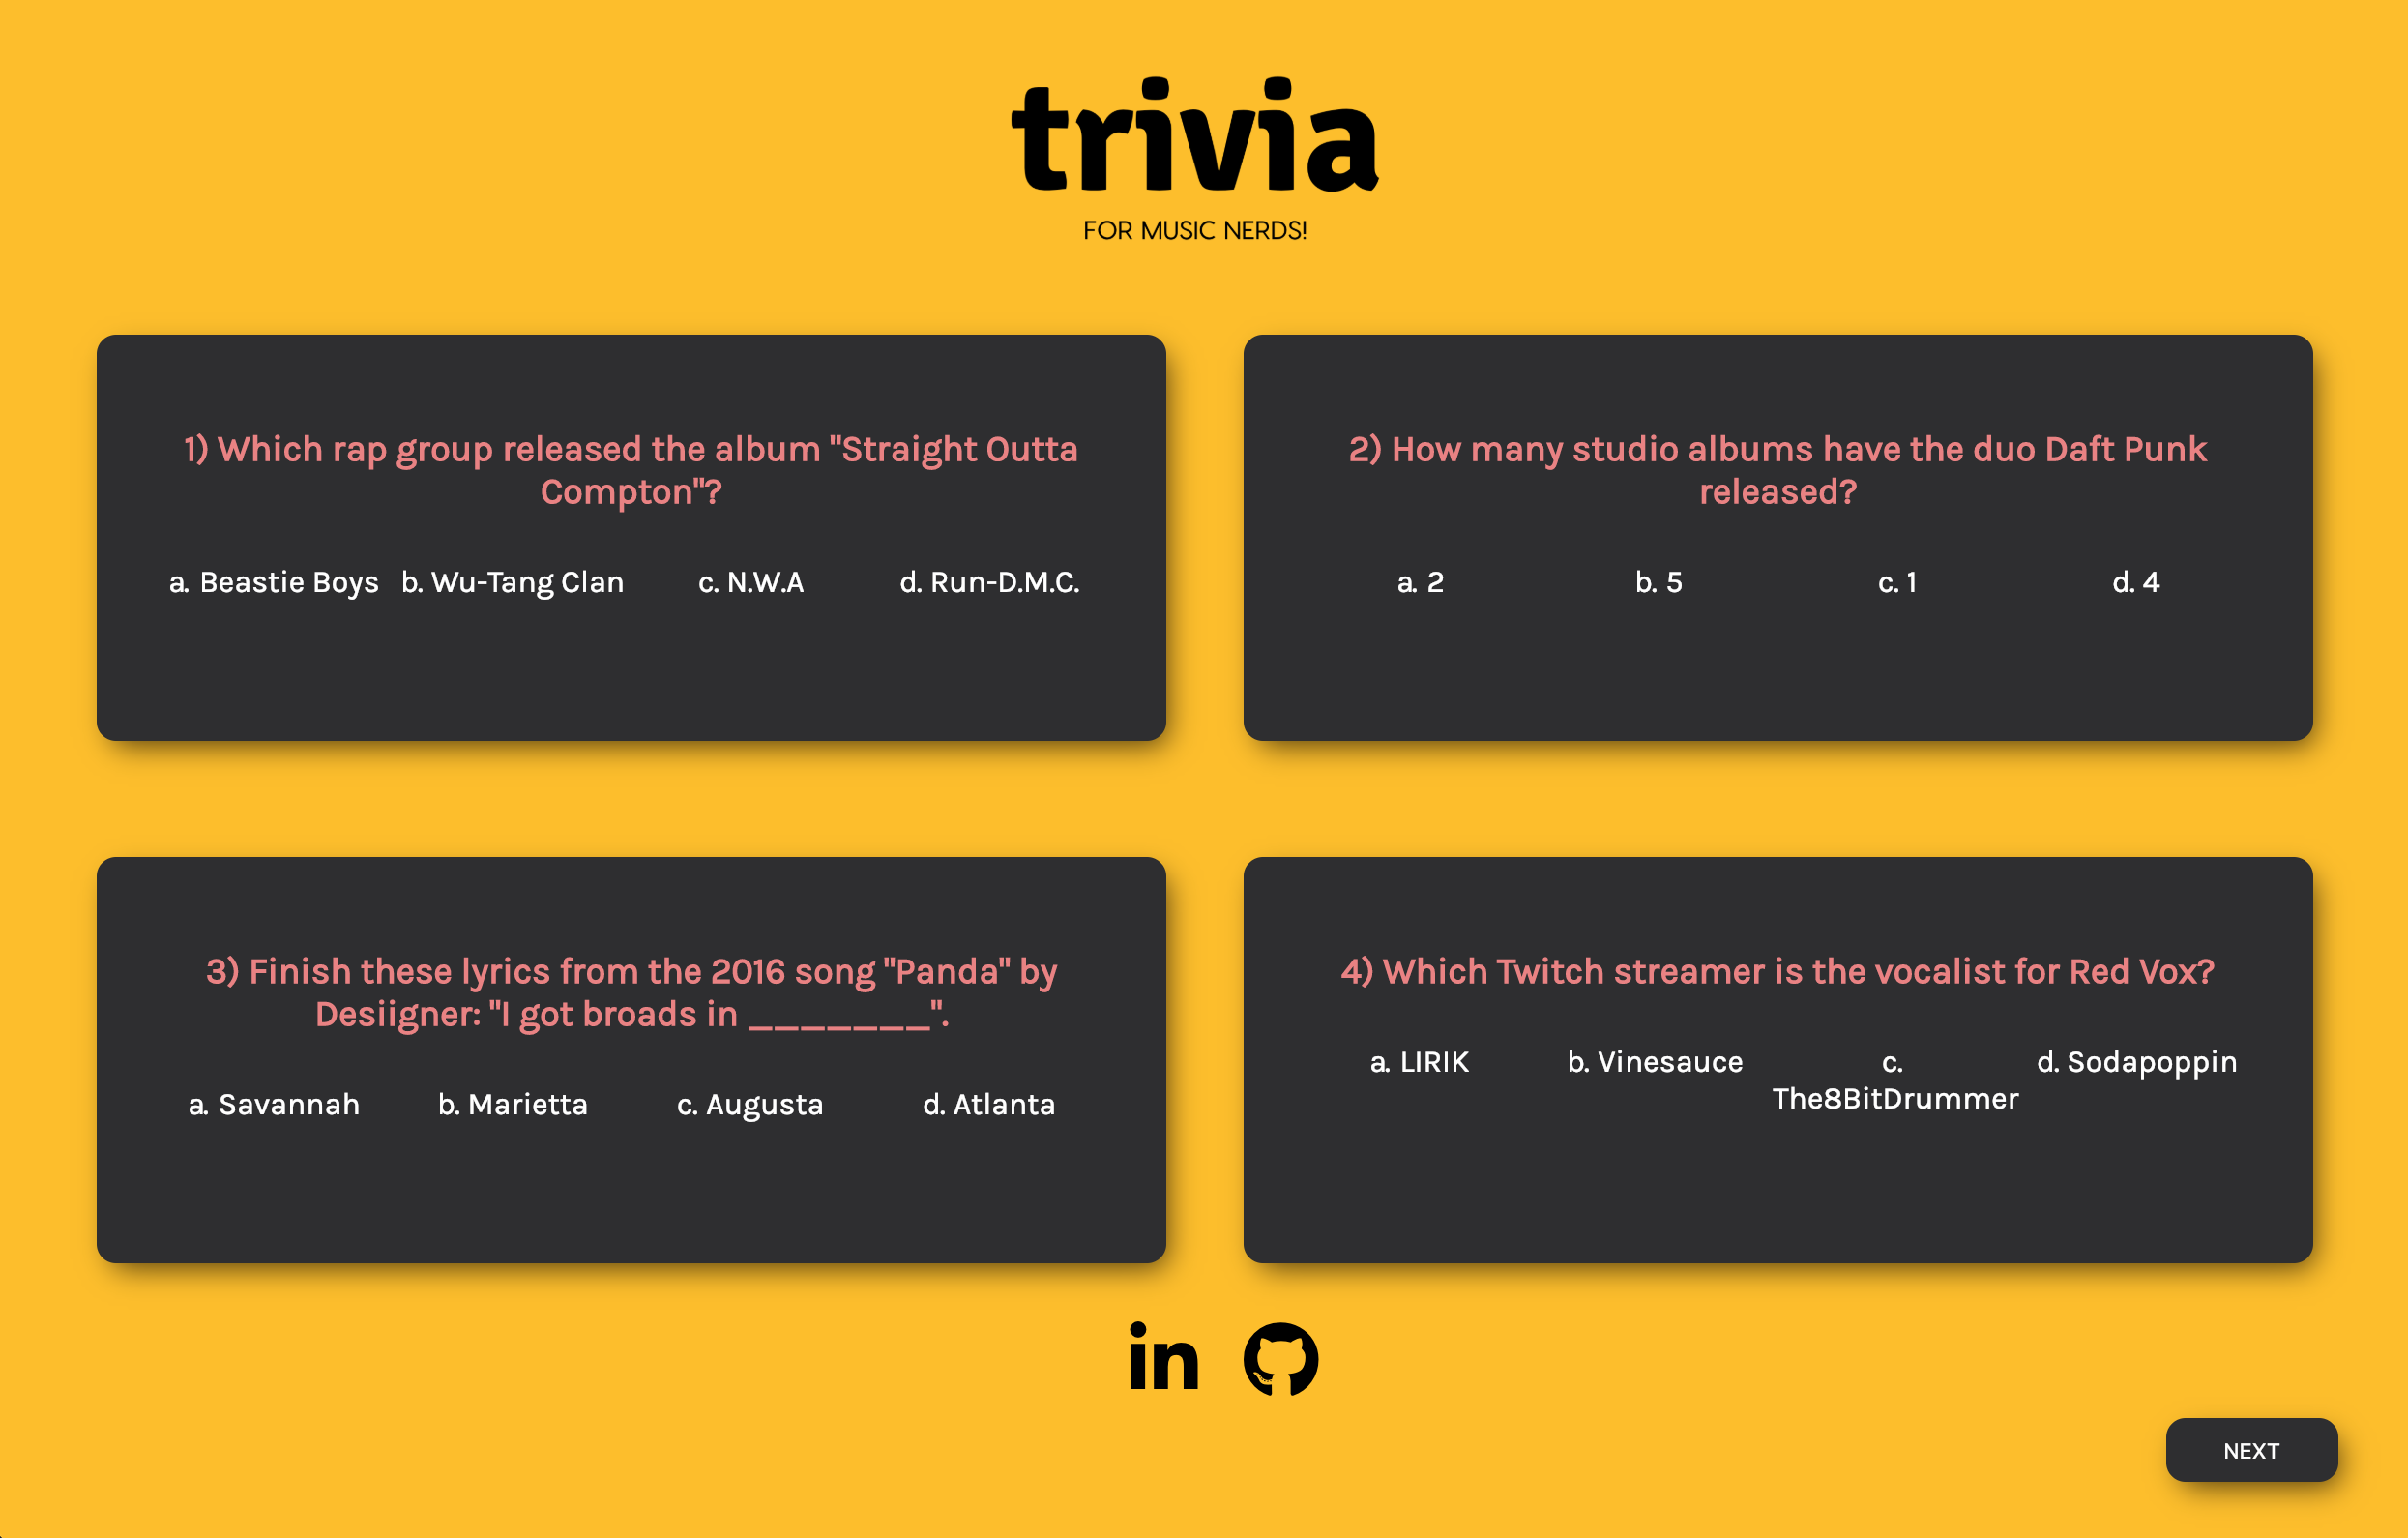 trivia
FOR MUSIC NERDS!
1) Which rap group released the album "Straight Outta
Compton"?
a. Beastie Boys b. Wu-Tang Clan c. N.W.A d. Run-D.M.C.
2) How many studio albums have the duo Daft Punk
released?
a. 2 b. 5 c. 1 d. 4
3) Finish these lyrics from the 2016 song "Panda" by
Desiigner: "I got broads in _______".
a. Savannah b. Marietta c. Augusta d. Atlanta
4) Which Twitch streamer is the vocalist for Red Vox?
a. LIRIK b. Vinesauce c. d. Sodapoppin
The8BitDrummer
in
NEXT